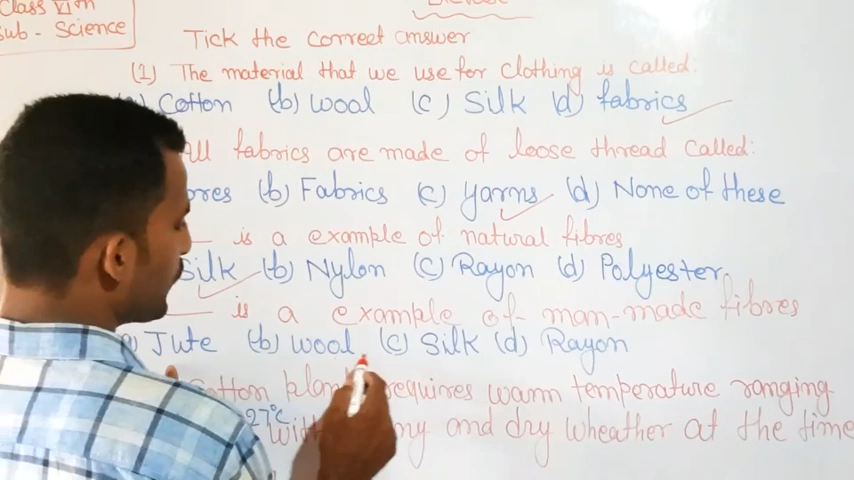 Class VIth
Sub - Science
Tick the correct answer
(1) The material that we use for clothing is called:
Cotton (b) wool (c) Silk (d) fabrics
All fabrics are made of loose thread called:
(b) Fabrics (c) Yarns (d) None of these
is a example of natural fibres
Silk (b) Nylon (c) Rayon (d) Polyester.
is a example of man-made fibres
Jute (b) wool (c) Silk (d) Rayon
requires warm temperature ranging
27°C with and dry wheather at the time